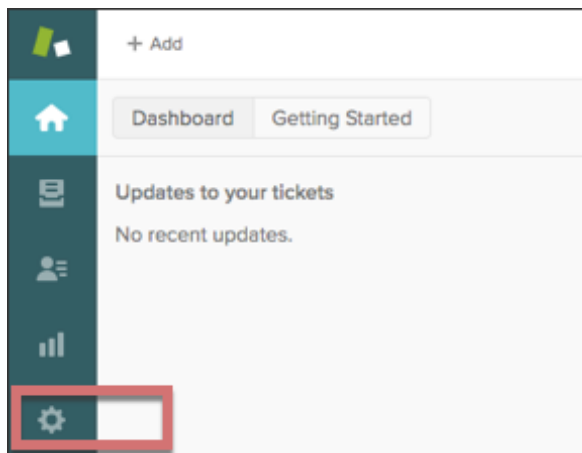 + Add
Dashboard
Getting Started
Updates to your tickets
No recent updates.